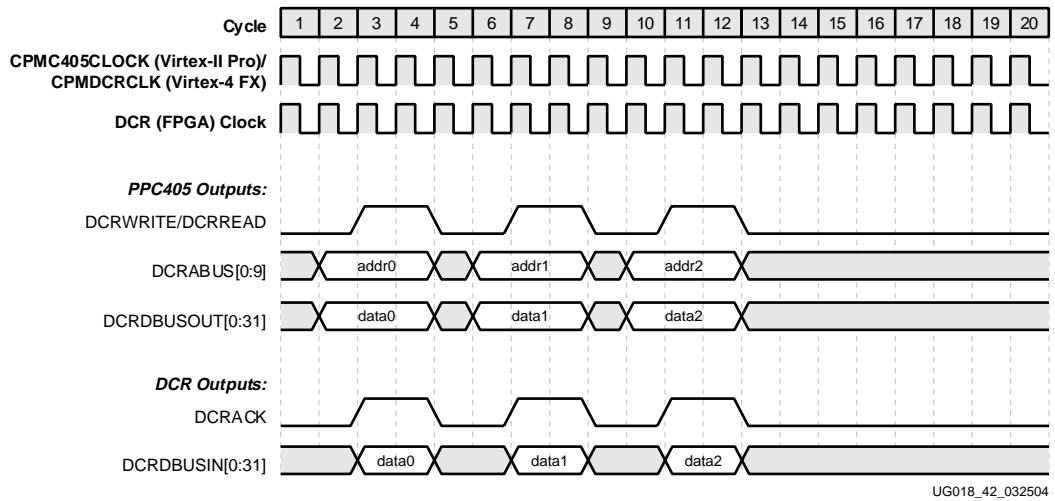 Cycle 1 2 3 4 5 6 7 8 9 10 11 12 13 14 15 16 17 18 19 20
CPMC405CLOCK (Virtex-II Pro)/
CPMDCRCLK (Virtex-4 FX)
DCR (FPGA) Clock
PPC405 Outputs:
DCRWRITE/DCRREAD
DCRABUS[0:9] addr0 addr1 addr2
DCRDBUSOUT[0:31] data0 data1 data2
DCR Outputs:
DCRACK
DCRDBUSIN[0:31] data0 data1 data2
UG018_42_032504